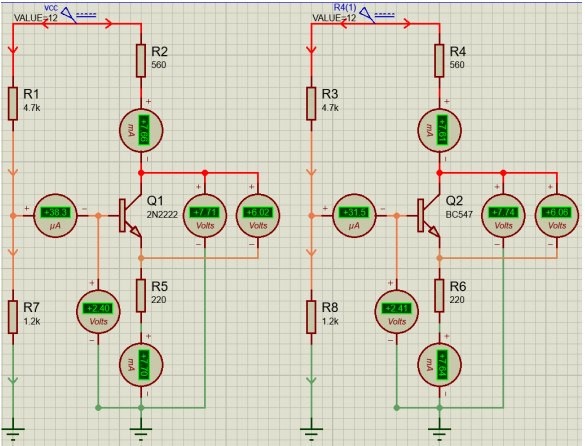 vcc
VALUE=12
R2
560
R1
4.7k
+7.66
mA
+
-
+38.3
µA
+
-
Q1
2N2222
+7.71
Volts
+
-
+6.02
Volts
+
-
R5
220
R7
1.2k
+2.40
Volts
+
-
+7.70
mA
+
-
R4(1)
VALUE=12
R4
560
R3
4.7k
+7.61
mA
+
-
+31.5
µA
+
-
Q2
BC547
+7.74
Volts
+
-
+6.06
Volts
+
-
R6
220
R8
1.2k
+2.41
Volts
+
-
+7.64
mA
+
-